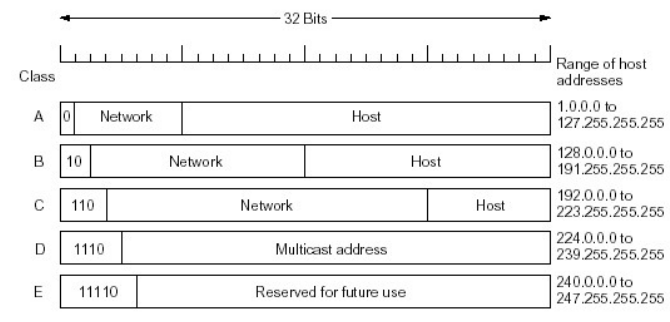 32 Bits
Range of host
addresses
Class
A 0 Network Host 1.0.0.0 to
127.255.255.255
B 10 Network Host 128.0.0.0 to
191.255.255.255
C 110 Network Host 192.0.0.0 to
223.255.255.255
D 1110 Multicast address 224.0.0.0 to
239.255.255.255
E 11110 Reserved for future use 240.0.0.0 to
247.255.255.255